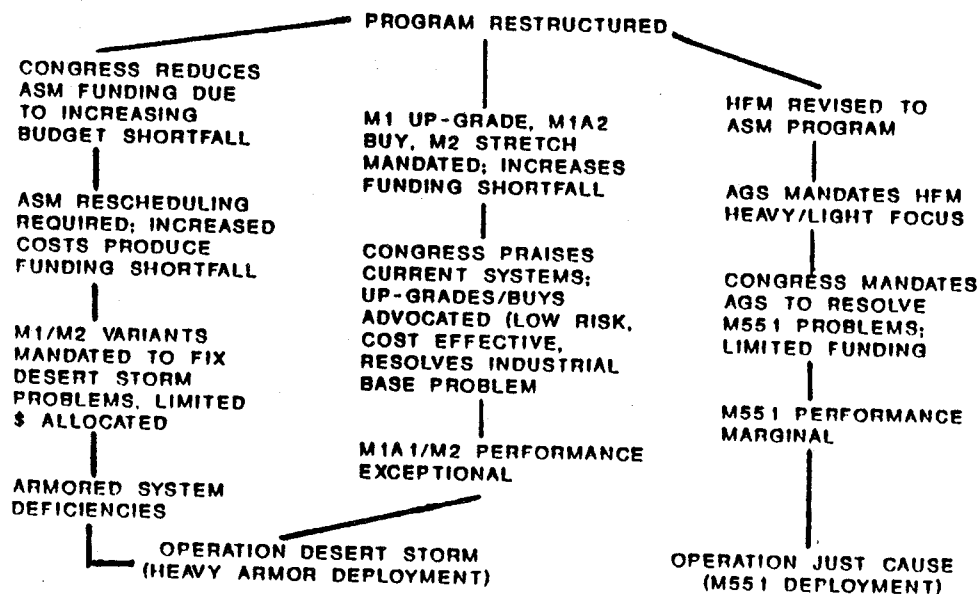 PROGRAM RESTRUCTURED
CONGRESS REDUCES
ASM FUNDING DUE
TO INCREASING
BUDGET SHORTFALL
ASM RESCHEDULING
REQUIRED; INCREASED
COSTS PRODUCE
FUNDING SHORTFALL
M1/M2 VARIANTS
MANDATED TO FIX
DESERT STORM
PROBLEMS, LIMITED
$ ALLOCATED
ARMORED SYSTEM
DEFICIENCIES
M1 UP-GRADE, M1A2
BUY, M2 STRETCH
MANDATED; INCREASES
FUNDING SHORTFALL
CONGRESS PRAISES
CURRENT SYSTEMS;
UP-GRADES/BUYS
ADVOCATED (LOW RISK,
COST EFFECTIVE,
RESOLVES INDUSTRIAL
BASE PROBLEM
M1A1/M2 PERFORMANCE
EXCEPTIONAL
OPERATION DESERT STORM
(HEAVY ARMOR DEPLOYMENT)
HFM REVISED TO
ASM PROGRAM
AGS MANDATES HFM
HEAVY/LIGHT FOCUS
CONGRESS MANDATES
AGS TO RESOLVE
M551 PROBLEMS;
LIMITED FUNDING
M551 PERFORMANCE
MARGINAL
OPERATION JUST CAUSE
(M551 DEPLOYMENT)